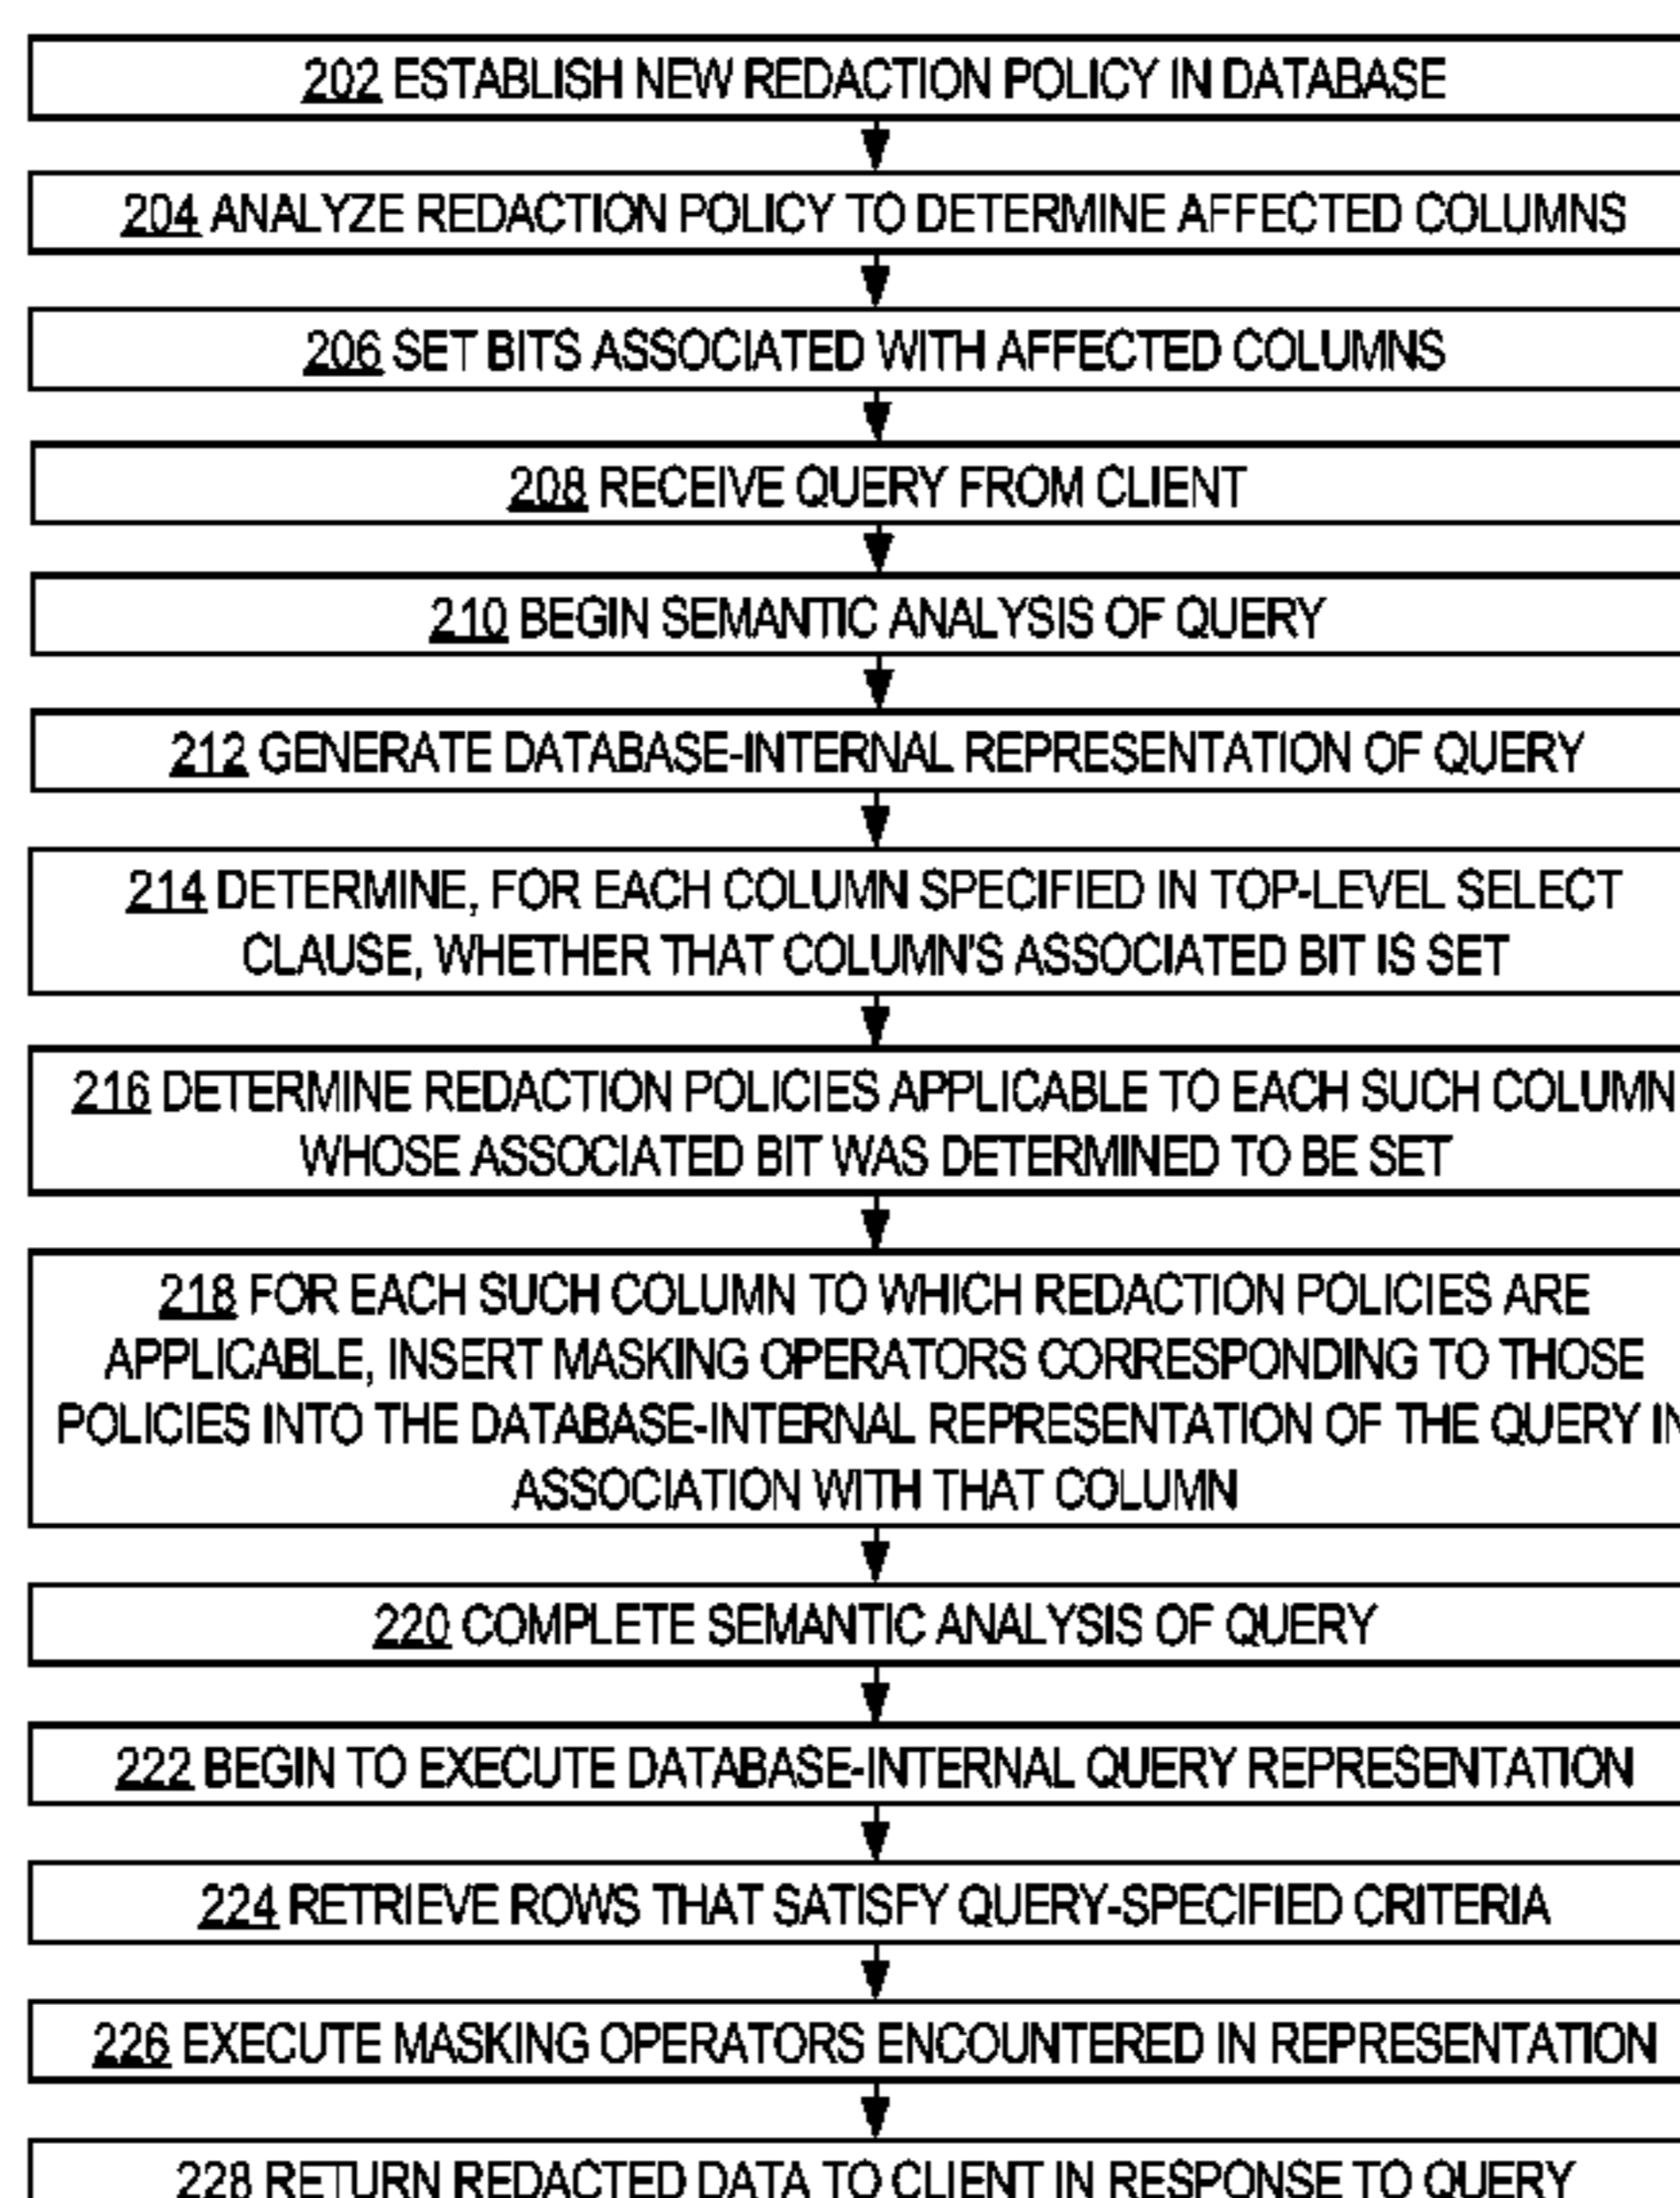 202 ESTABLISH NEW REDACTION POLICY IN DATABASE
204 ANALYZE REDACTION POLICY TO DETERMINE AFFECTED COLUMNS
206 SET BITS ASSOCIATED WITH AFFECTED COLUMNS
208 RECEIVE QUERY FROM CLIENT
210 BEGIN SEMANTIC ANALYSIS OF QUERY
212 GENERATE DATABASE-INTERNAL REPRESENTATION OF QUERY
214 DETERMINE, FOR EACH COLUMN SPECIFIED IN TOP-LEVEL SELECT
CLAUSE, WHETHER THAT COLUMN'S ASSOCIATED BIT IS SET
216 DETERMINE REDACTION POLICIES APPLICABLE TO EACH SUCH COLUMN
WHOSE ASSOCIATED BIT WAS DETERMINED TO BE SET
218 FOR EACH SUCH COLUMN TO WHICH REDACTION POLICIES ARE
APPLICABLE, INSERT MASKING OPERATORS CORRESPONDING TO THOSE
POLICIES INTO THE DATABASE-INTERNAL REPRESENTATION OF THE QUERY IN
ASSOCIATION WITH THAT COLUMN
220 COMPLETE SEMANTIC ANALYSIS OF QUERY
222 BEGIN TO EXECUTE DATABASE-INTERNAL QUERY REPRESENTATION
224 RETRIEVE ROWS THAT SATISFY QUERY-SPECIFIED CRITERIA
226 EXECUTE MASKING OPERATORS ENCOUNTERED IN REPRESENTATION
228 RETURN REDACTED DATA TO CLIENT IN RESPONSE TO QUERY